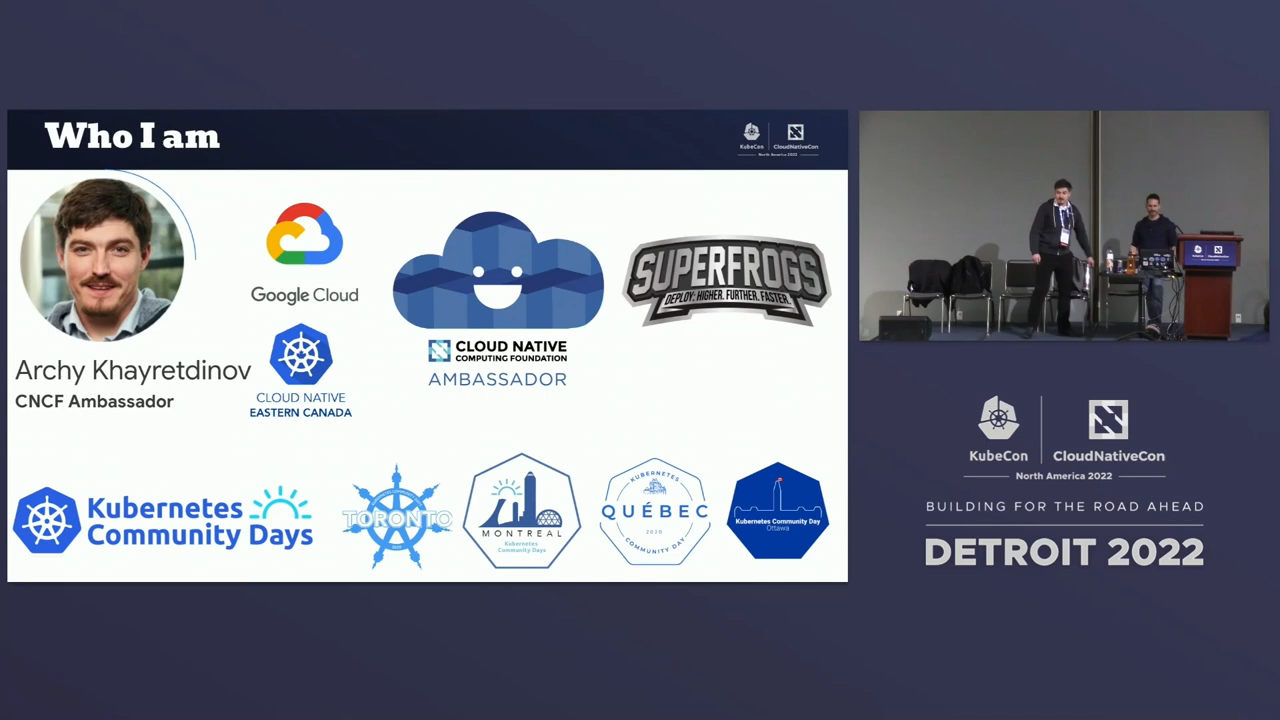 Who I am
KubeCon
CloudNativeCon
North America 2022
Google Cloud
SUPERFROGS
DEPLOY: HIGHER. FURTHER. FASTER.
Archy Khayretdinov
CNCF Ambassador
CLOUD NATIVE
EASTERN CANADA
CLOUD NATIVE
COMPUTING FOUNDATION
AMBASSADOR
Kubernetes
Community Days
TORONTO
MONTREAL
Kubernetes
Community Days
KUBERNETES
QUÉBEC
2020
COMMUNITY DAY
Kubernetes Community Day
Ottawa
KubeCon
CloudNativeCon
North America 2022
BUILDING FOR THE ROAD AHEAD
DETROIT 2022